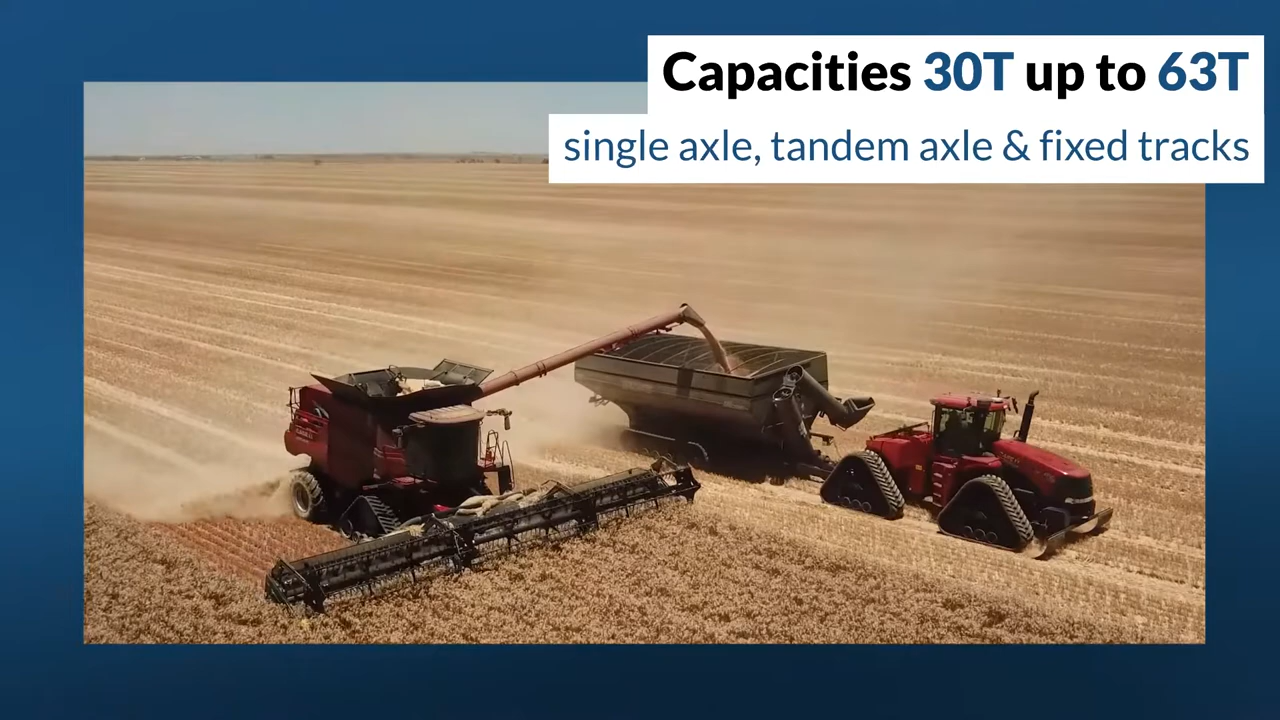 Capacities 30T up to 63T
single axle, tandem axle & fixed tracks